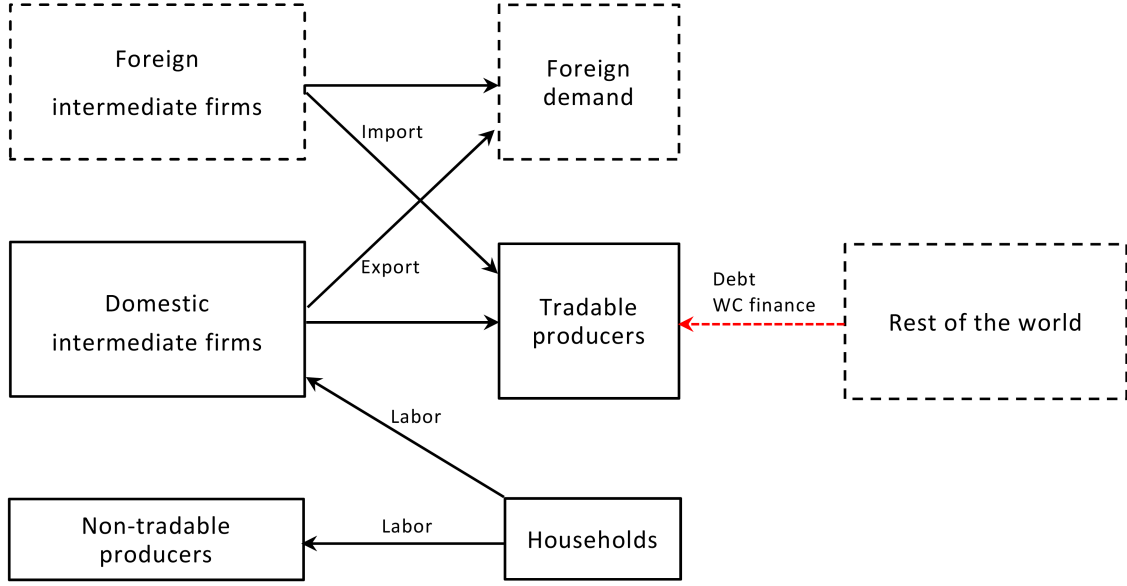 Foreign
intermediate firms
Foreign
demand
Import
Export
Domestic
intermediate firms
Tradable
producers
Debt
WC finance
Rest of the world
Labor
Non-tradable
producers
Labor
Households